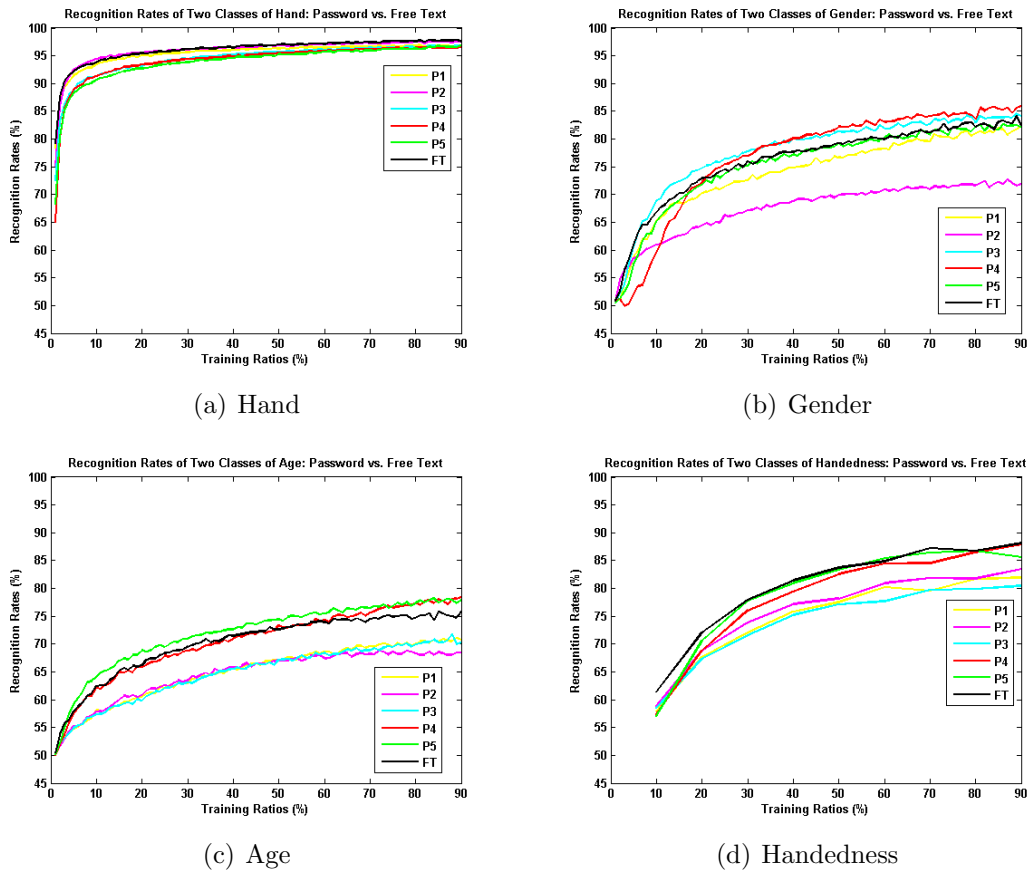 Recognition Rates of Two Classes of Hand: Password vs. Free Text
100
95
90
85
80
75
70
65
60
55
50
45
Recognition Rates (%)
0 10 20 30 40 50 60 70 80 90
Training Ratios (%)
P1
P2
P3
P4
P5
FT
(a) Hand
Recognition Rates of Two Classes of Gender: Password vs. Free Text
100
95
90
85
80
75
70
65
60
55
50
45
Recognition Rates (%)
0 10 20 30 40 50 60 70 80 90
Training Ratios (%)
P1
P2
P3
P4
P5
FT
(b) Gender
Recognition Rates of Two Classes of Age: Password vs. Free Text
100
95
90
85
80
75
70
65
60
55
50
45
Recognition Rates (%)
0 10 20 30 40 50 60 70 80 90
Training Ratios (%)
P1
P2
P3
P4
P5
FT
(c) Age
Recognition Rates of Two Classes of Handedness: Password vs. Free Text
100
95
90
85
80
75
70
65
60
55
50
45
Recognition Rates (%)
0 10 20 30 40 50 60 70 80 90
Training Ratios (%)
P1
P2
P3
P4
P5
FT
(d) Handedness